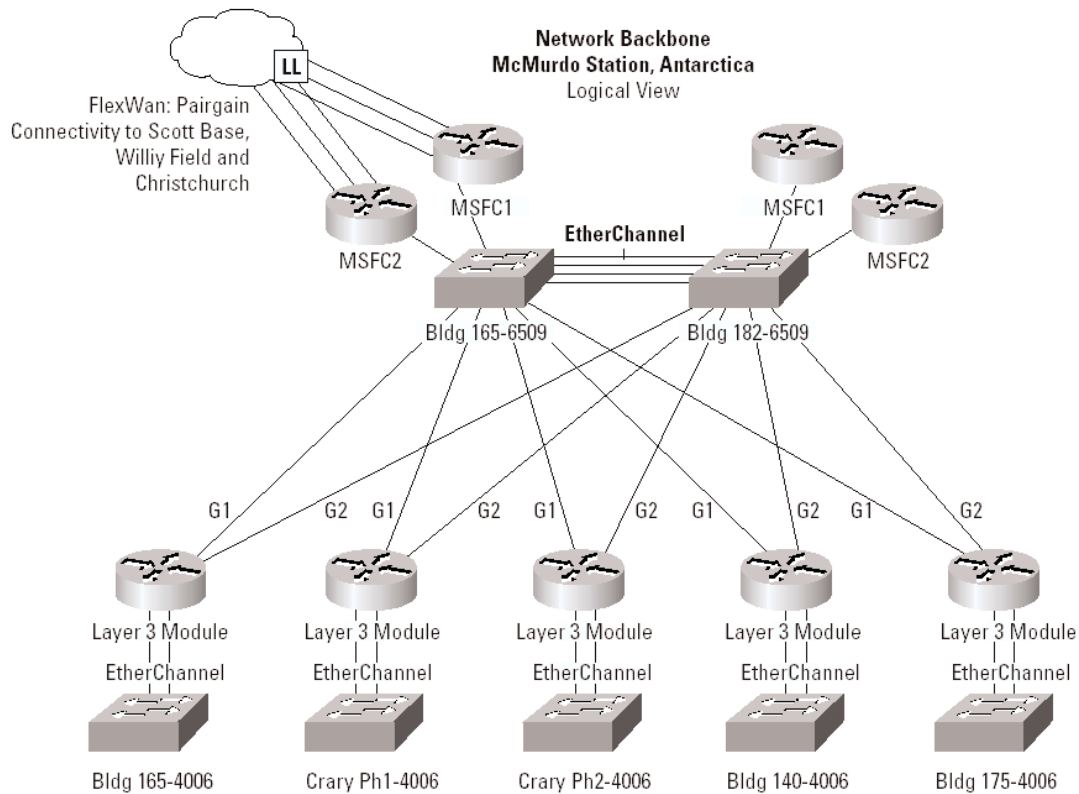 Network Backbone
McMurdo Station, Antarctica
Logical View
LL
FlexWan: Pairgain
Connectivity to Scott Base,
Williy Field and
Christchurch
MSFC1
MSFC2
MSFC1
MSFC2
EtherChannel
Bldg 165-6509
Bldg 182-6509
G1
G2
G1
G2
G1
G2
G1
G2
G1
G2
Layer 3 Module
Layer 3 Module
Layer 3 Module
Layer 3 Module
Layer 3 Module
EtherChannel
EtherChannel
EtherChannel
EtherChannel
EtherChannel
Bldg 165-4006
Crary Ph1-4006
Crary Ph2-4006
Bldg 140-4006
Bldg 175-4006